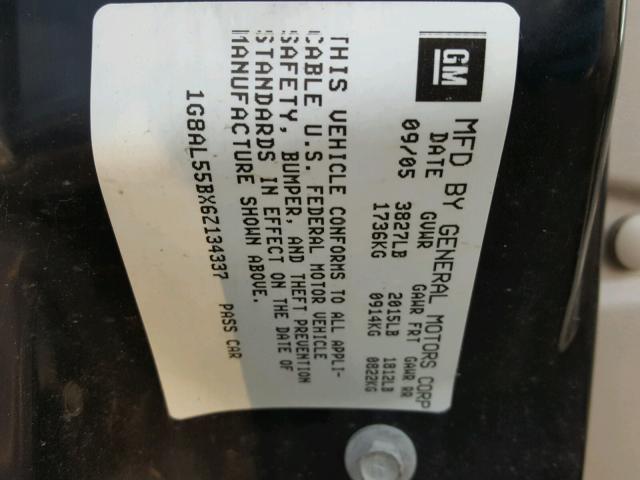 GM
MFD BY GENERAL MOTORS CORP
DATE GVWR GAWR FRT GAWR RR
09/05 3827LB 2015LB 1812LB
1736KG 0914KG 0822KG
THIS VEHICLE CONFORMS TO ALL APPLI-
CABLE U.S. FEDERAL MOTOR VEHICLE
SAFETY, BUMPER, AND THEFT PREVENTION
STANDARDS IN EFFECT ON THE DATE OF
MANUFACTURE SHOWN ABOVE.
1G8AL55BX6Z134337 PASS CAR